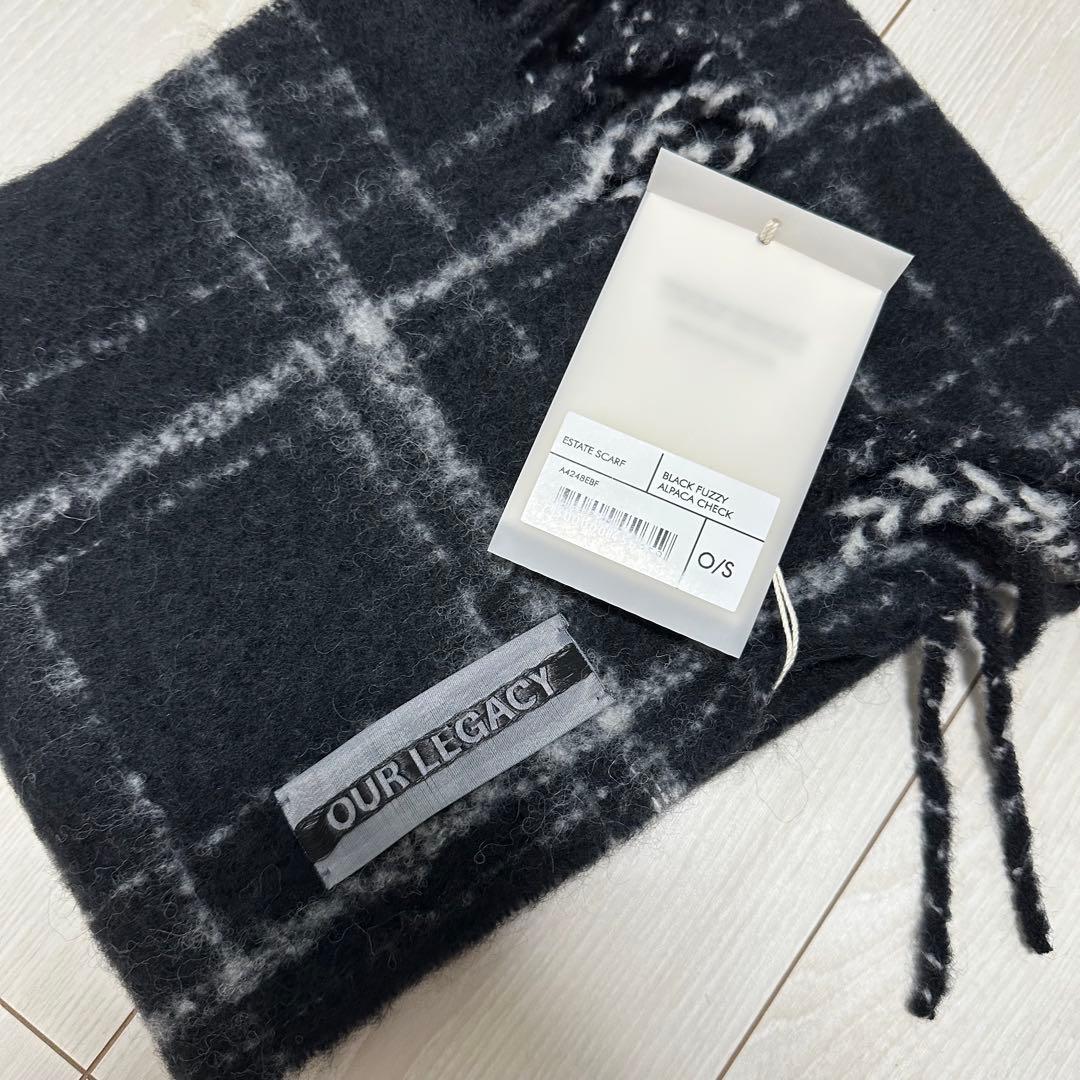 ESTATE SCARF
A4248EBF
BLACK FUZZY
ALPACA CHECK
O/S
OUR LEGACY